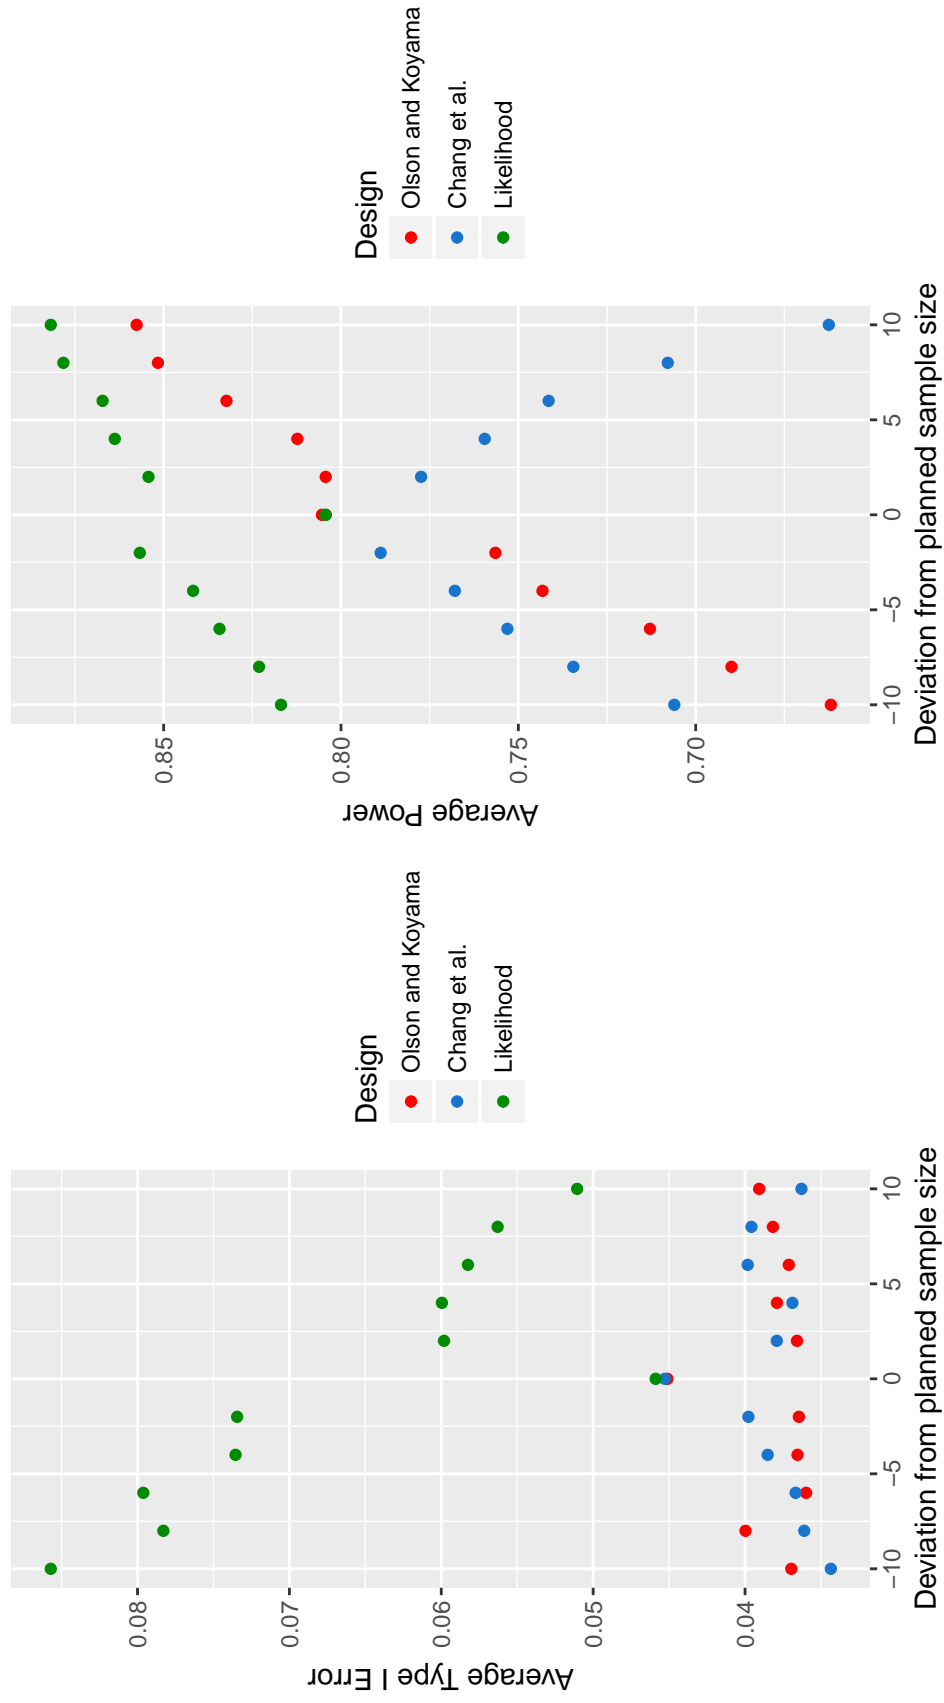 Average Power
0.85
0.80
0.75
0.70
−10
−5
0
5
10
Deviation from planned sample size
Design
Olson and Koyama
Chang et al.
Likelihood
Average Type I Error
0.08
0.07
0.06
0.05
0.04
−10
−5
0
5
10
Deviation from planned sample size
Design
Olson and Koyama
Chang et al.
Likelihood